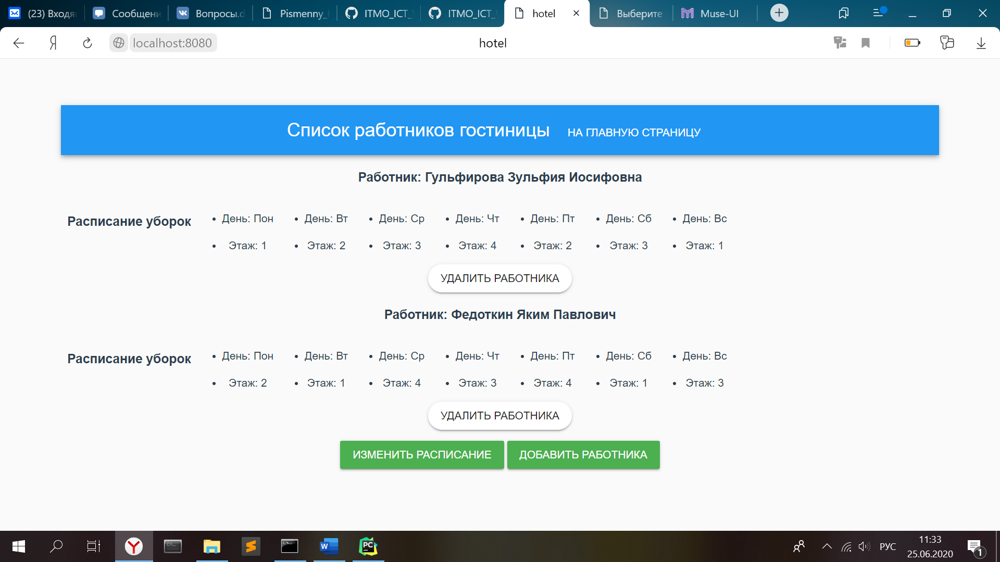 (23) Входя Сообщени Вопросы.d Pismenny_ ITMO_ICT_ ITMO_ICT_ hotel Выберите Muse-UI
localhost:8080 hotel
Список работников гостиницы НА ГЛАВНУЮ СТРАНИЦУ
Работник: Гульфирова Зульфия Иосифовна
Расписание уборок • День: Пон • День: Вт • День: Ср • День: Чт • День: Пт • День: Сб • День: Вс
• Этаж: 1 • Этаж: 2 • Этаж: 3 • Этаж: 4 • Этаж: 2 • Этаж: 3 • Этаж: 1
УДАЛИТЬ РАБОТНИКА
Работник: Федоткин Яким Павлович
Расписание уборок • День: Пон • День: Вт • День: Ср • День: Чт • День: Пт • День: Сб • День: Вс
• Этаж: 2 • Этаж: 1 • Этаж: 4 • Этаж: 3 • Этаж: 4 • Этаж: 1 • Этаж: 3
УДАЛИТЬ РАБОТНИКА
ИЗМЕНИТЬ РАСПИСАНИЕ ДОБАВИТЬ РАБОТНИКА
РУС 11:33
25.06.2020 1